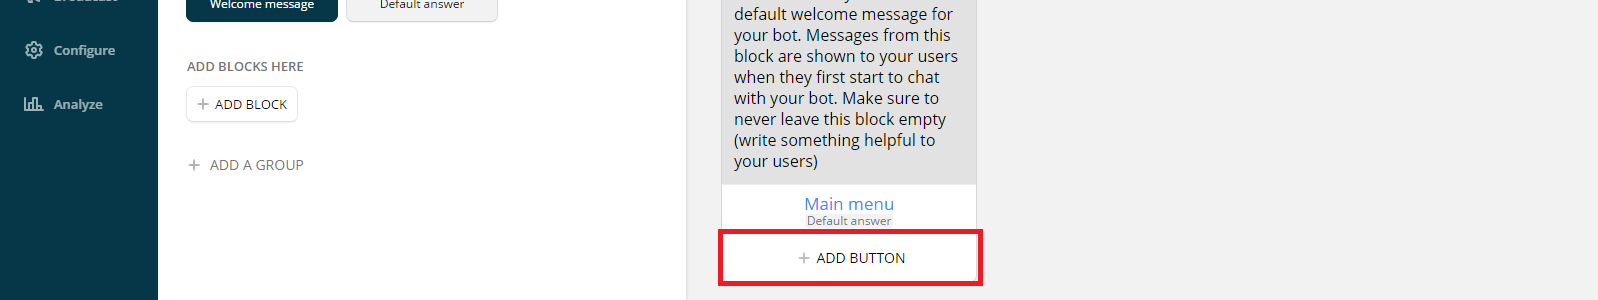 Configure
Analyze
Welcome message
Default answer
ADD BLOCKS HERE
+ ADD BLOCK
+ ADD A GROUP
default welcome message for
your bot. Messages from this
block are shown to your users
when they first start to chat
with your bot. Make sure to
never leave this block empty
(write something helpful to
your users)
Main menu
Default answer
+ ADD BUTTON